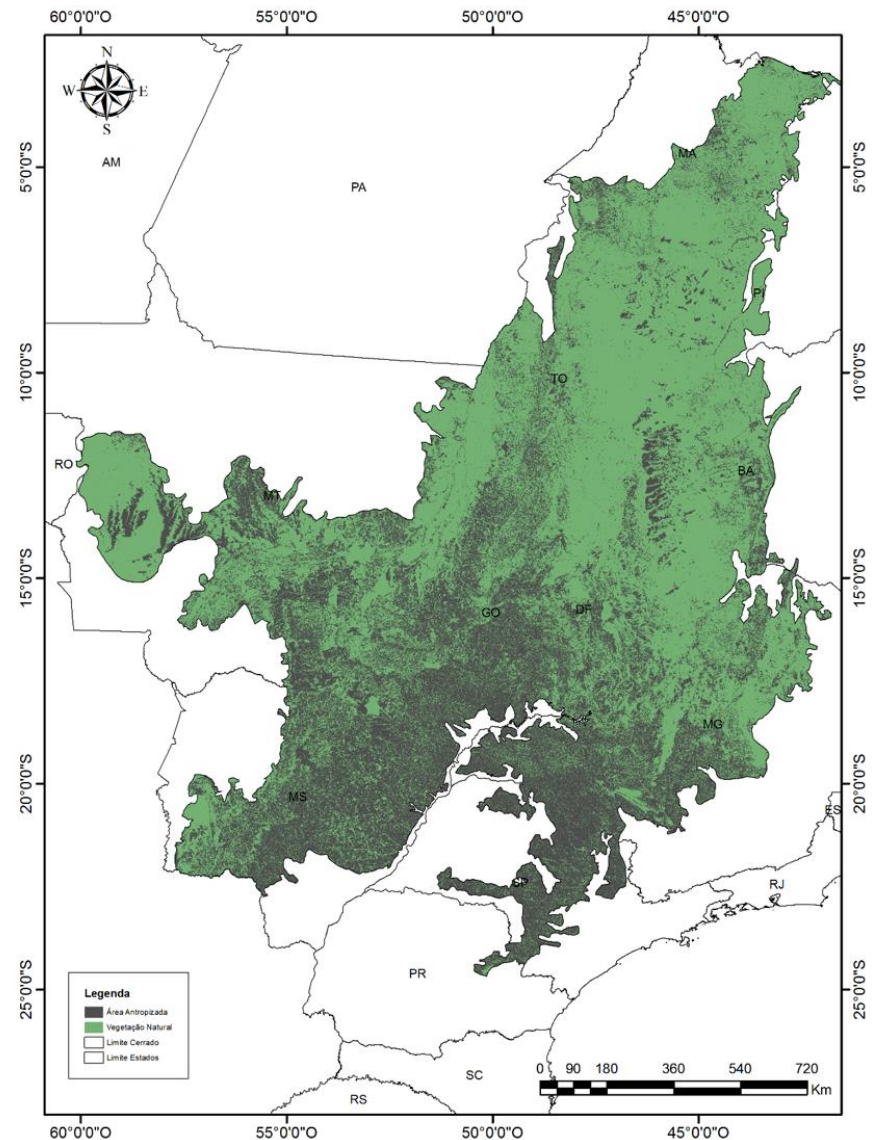 60°0'0"O 55°0'0"O 50°0'0"O 45°0'0"O
N
W E
S
AM
PA
MA
5°0'0"S 5°0'0"S
PI
TO
10°0'0"S 10°0'0"S
RO
MT
BA
15°0'0"S 15°0'0"S
GO
DF
MG
20°0'0"S 20°0'0"S
MS
ES
SP
RJ
PR
25°0'0"S 25°0'0"S
Legenda
Área Antropizada
Vegetação Natural
Limite Cerrado
Limite Estados
SC
RS
0 90 180 360 540 720
Km
60°0'0"O 55°0'0"O 50°0'0"O 45°0'0"O